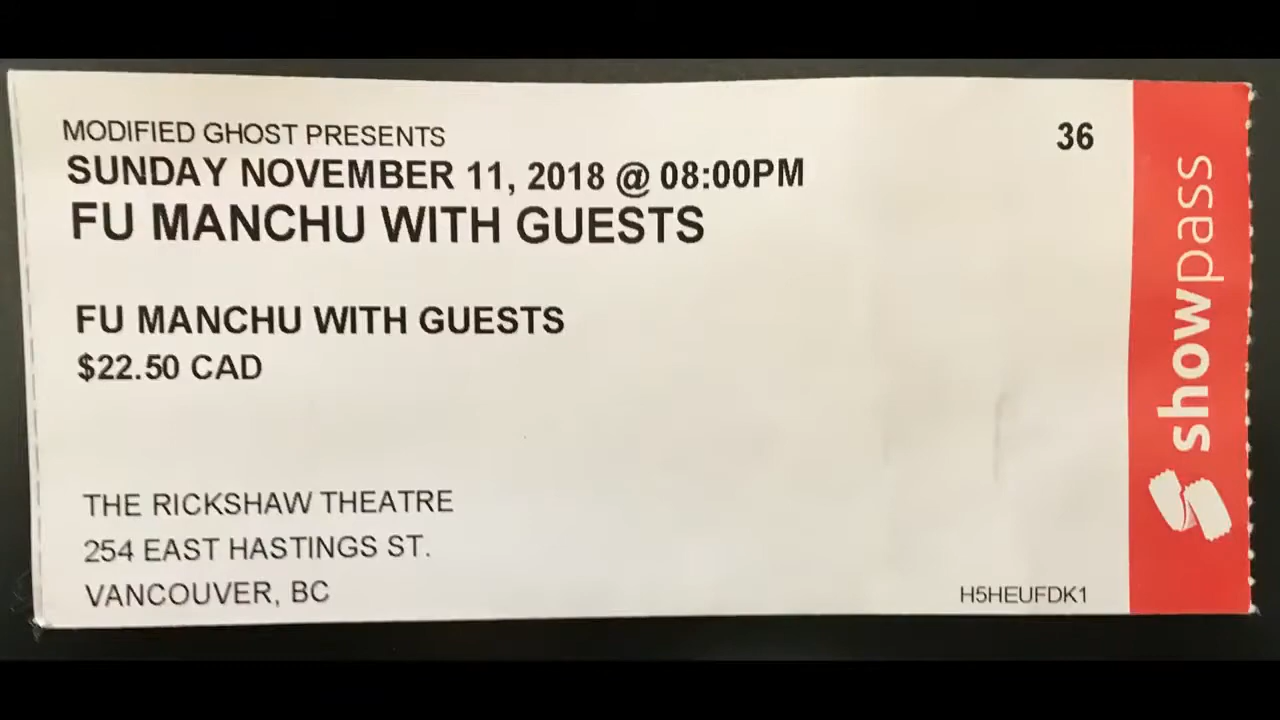 MODIFIED GHOST PRESENTS
36
SUNDAY NOVEMBER 11, 2018 @ 08:00PM
FU MANCHU WITH GUESTS
FU MANCHU WITH GUESTS
$22.50 CAD
THE RICKSHAW THEATRE
254 EAST HASTINGS ST.
VANCOUVER, BC
H5HEUFDK1
showpass